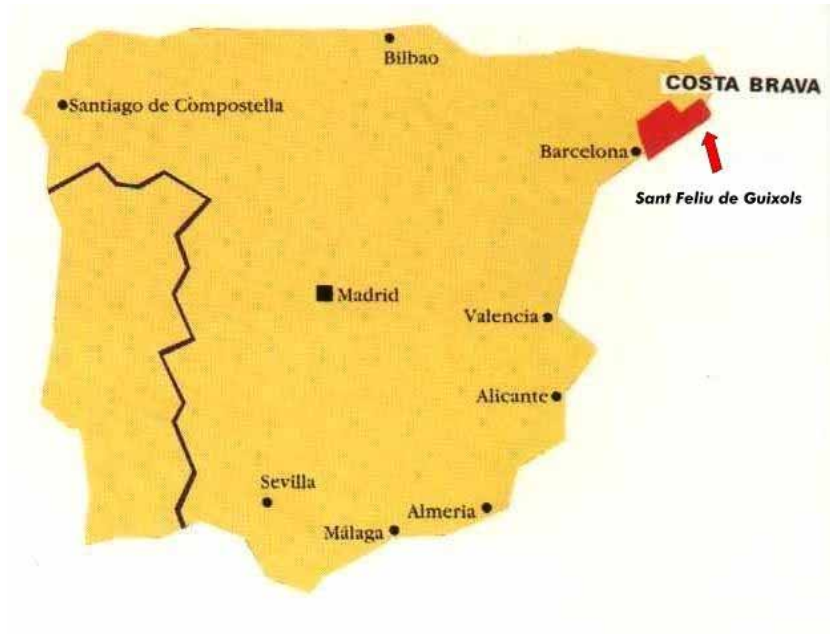 Bilbao
COSTA BRAVA
Santiago de Compostella
Barcelona
Sant Feliu de Guixols
Madrid
Valencia
Alicante
Sevilla
Almeria
Málaga